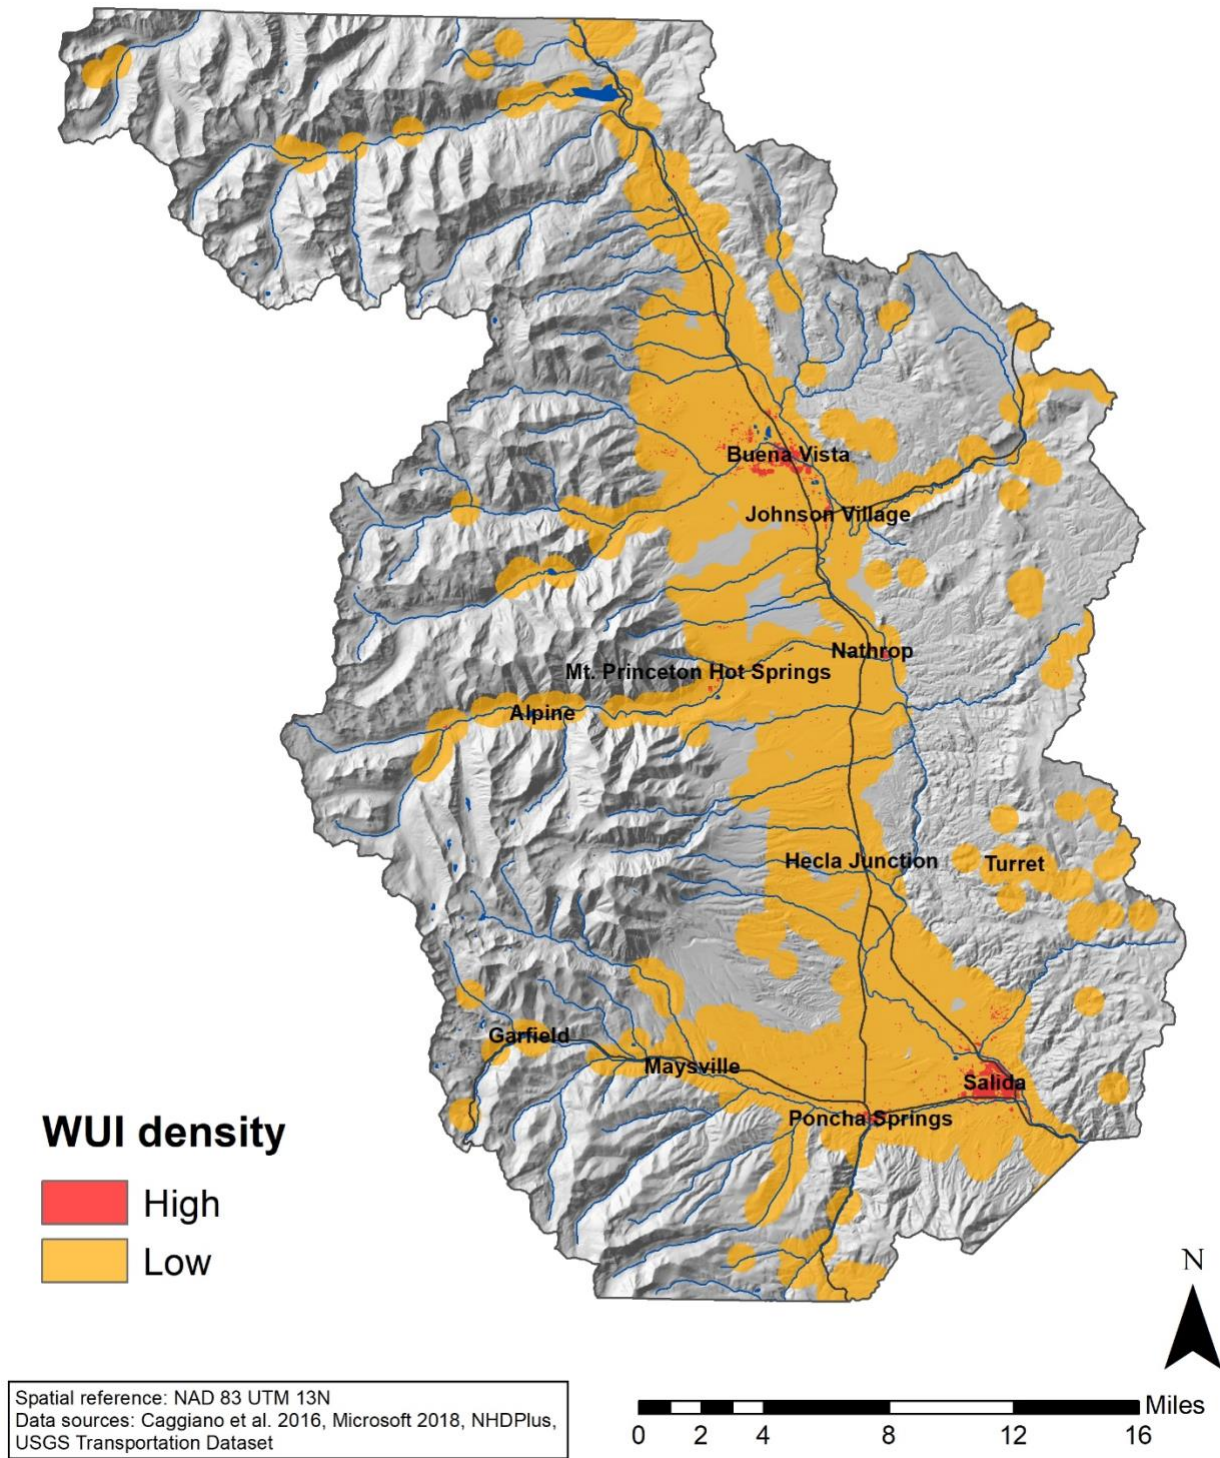 Buena Vista
Johnson Village
Nathrop
Mt. Princeton Hot Springs
Alpine
Hecla Junction
Turret
Garfield
Maysville
Salida
Poncha Springs
WUI density
High
Low
N
Spatial reference: NAD 83 UTM 13N
Data sources: Caggiano et al. 2016, Microsoft 2018, NHDPlus,
USGS Transportation Dataset
Miles
0 2 4 8 12 16